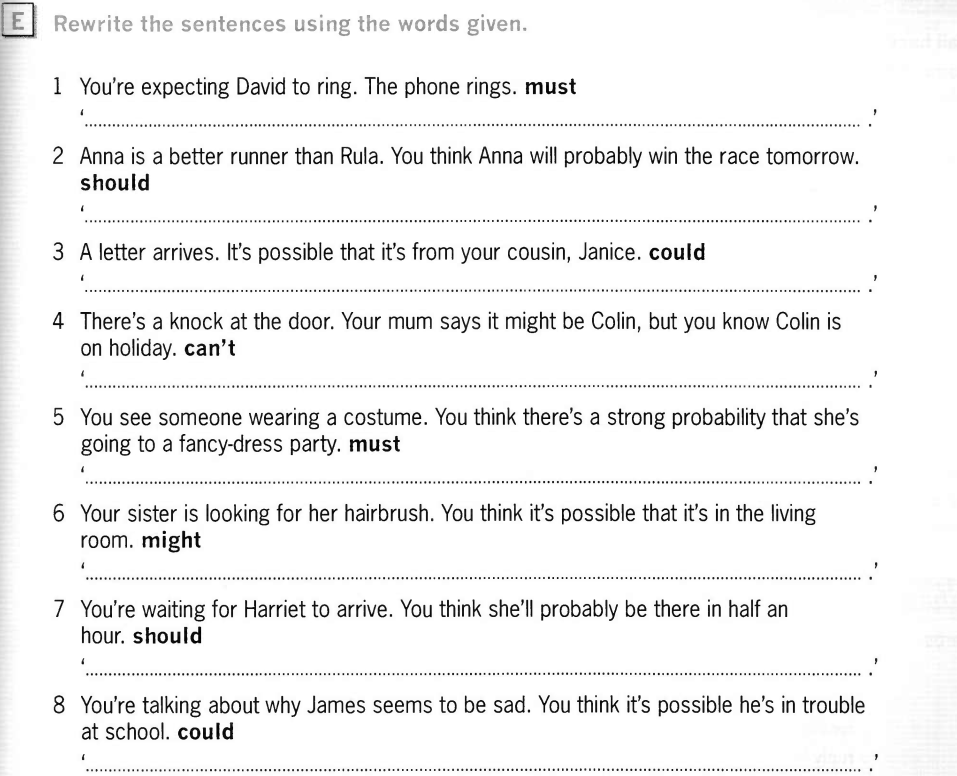 E Rewrite the sentences using the words given.
1 You're expecting David to ring. The phone rings. must
'.......................................................................... .'
2 Anna is a better runner than Rula. You think Anna will probably win the race tomorrow.
should
'.......................................................................... .'
3 A letter arrives. It's possible that it's from your cousin, Janice. could
'.......................................................................... .'
4 There's a knock at the door. Your mum says it might be Colin, but you know Colin is
on holiday. can't
'.......................................................................... .'
5 You see someone wearing a costume. You think there's a strong probability that she's
going to a fancy-dress party. must
'.......................................................................... .'
6 Your sister is looking for her hairbrush. You think it's possible that it's in the living
room. might
'.......................................................................... .'
7 You're waiting for Harriet to arrive. You think she'll probably be there in half an
hour. should
'.......................................................................... .'
8 You're talking about why James seems to be sad. You think it's possible he's in trouble
at school. could
'.......................................................................... .'